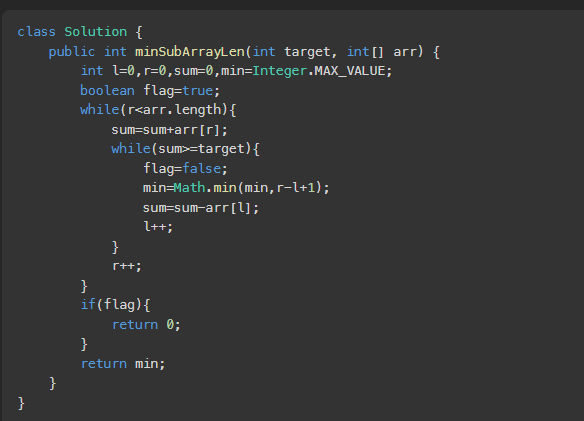 class Solution {
    public int minSubArrayLen(int target, int[] arr) {
        int l=0,r=0,sum=0,min=Integer.MAX_VALUE;
        boolean flag=true;
        while(r<arr.length){
            sum=sum+arr[r];
            while(sum>=target){
                flag=false;
                min=Math.min(min,r-l+1);
                sum=sum-arr[l];
                l++;
            }
            r++;
        }
        if(flag){
            return 0;
        }
        return min;
    }
}